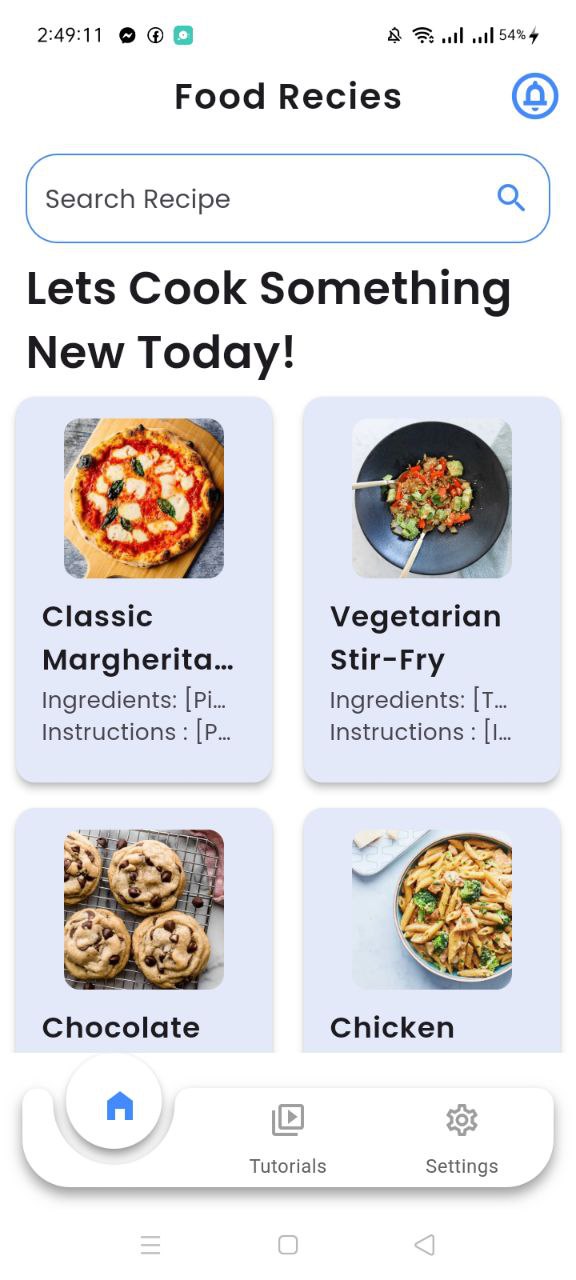 2:49:11
54%
Food Recies
Search Recipe
Lets Cook Something
New Today!
Classic
Margherita...
Ingredients: [Pi...
Instructions : [P...
Vegetarian
Stir-Fry
Ingredients: [T...
Instructions : [I...
Chocolate
Chicken
Tutorials
Settings